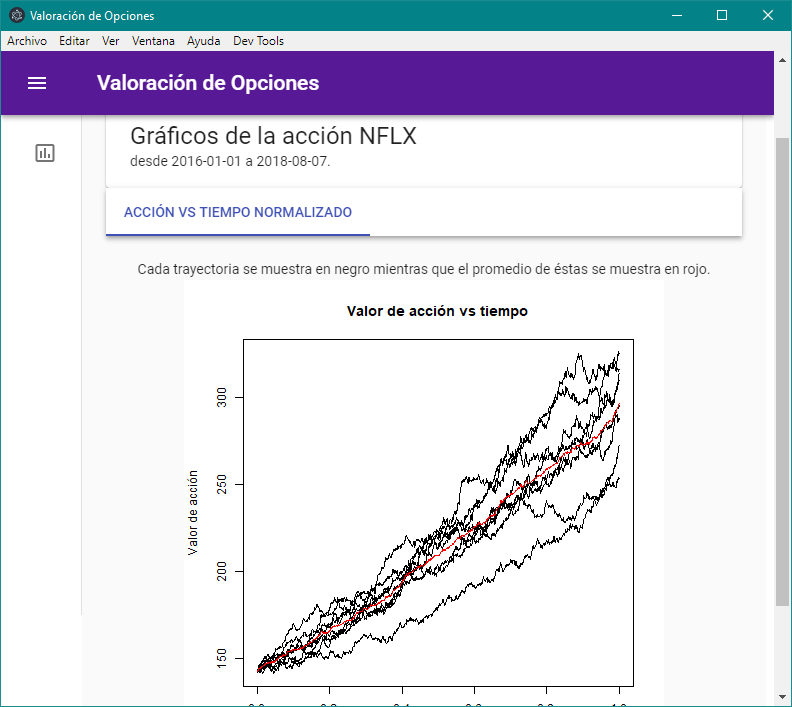 Valoración de Opciones
Archivo Editar Ver Ventana Ayuda Dev Tools
Valoración de Opciones
Gráficos de la acción NFLX
desde 2016-01-01 a 2018-08-07.
ACCIÓN VS TIEMPO NORMALIZADO
Cada trayectoria se muestra en negro mientras que el promedio de éstas se muestra en rojo.
Valor de acción vs tiempo
Valor de acción
300
250
200
150